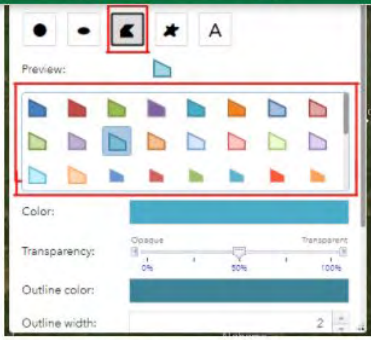 A
Preview:
Color:
Opaque Transparent
Transparency:
0% 50% 100%
Outline color:
Outline width: 2